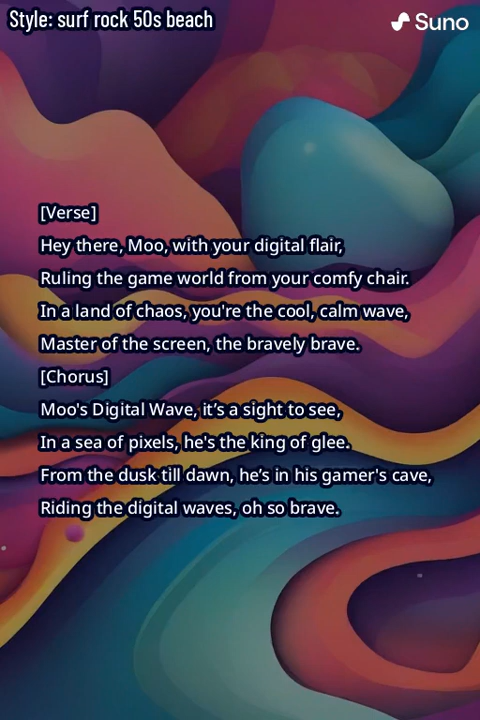 Style: surf rock 50s beach
Suno
[Verse]
Hey there, Moo, with your digital flair,
Ruling the game world from your comfy chair.
In a land of chaos, you're the cool, calm wave,
Master of the screen, the bravely brave.
[Chorus]
Moo's Digital Wave, it’s a sight to see,
In a sea of pixels, he's the king of glee.
From the dusk till dawn, he’s in his gamer's cave,
Riding the digital waves, oh so brave.